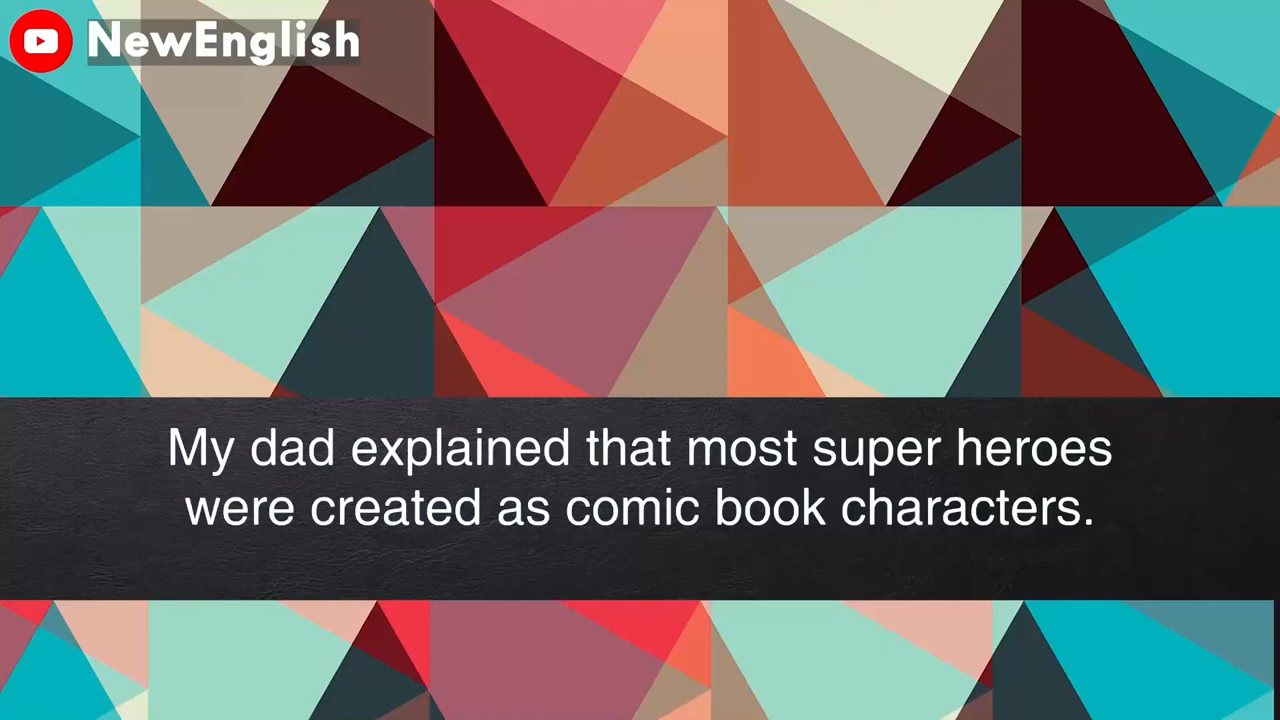 NewEnglish
My dad explained that most super heroes
were created as comic book characters.